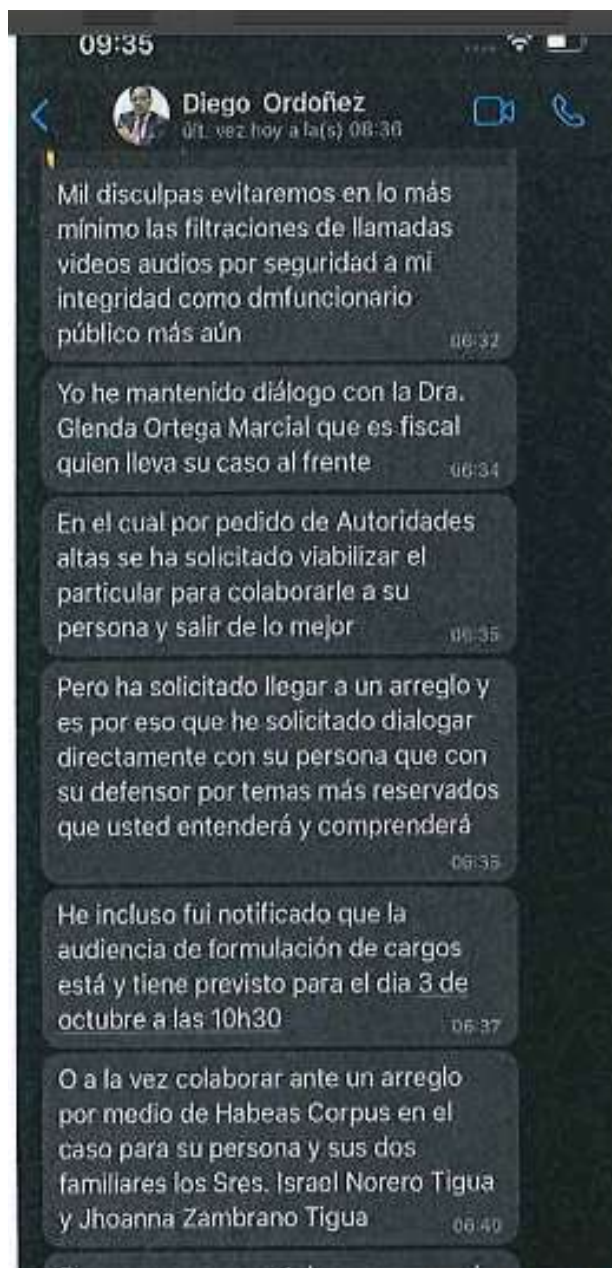 09:35
Diego Ordoñez
últ. vez hoy a la(s) 08:36
Mil disculpas evitaremos en lo más
mínimo las filtraciones de llamadas
videos audios por seguridad a mi
integridad como dmfuncionario
público más aún
06:32
Yo he mantenido diálogo con la Dra.
Glenda Ortega Marcial que es fiscal
quien lleva su caso al frente
06:34
En el cual por pedido de Autoridades
altas se ha solicitado viabilizar el
particular para colaborarle a su
persona y salir de lo mejor
06:35
Pero ha solicitado llegar a un arreglo y
es por eso que he solicitado dialogar
directamente con su persona que con
su defensor por temas más reservados
que usted entenderá y comprenderá
06:35
He incluso fui notificado que la
audiencia de formulación de cargos
está y tiene previsto para el dia 3 de
octubre a las 10h30
06:37
O a la vez colaborar ante un arreglo
por medio de Habeas Corpus en el
caso para su persona y sus dos
familiares los Sres. Israel Norero Tigua
y Jhoanna Zambrano Tigua
06:40